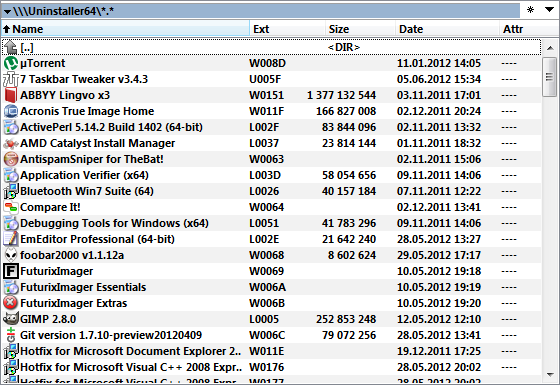 \\\Uninstaller64\*.*
Name Ext Size Date Attr
[..] <DIR>
µTorrent W008D 11.01.2012 14:05 ----
7 Taskbar Tweaker v3.4.3 U005F 05.06.2012 15:34 ----
ABBYY Lingvo x3 W0151 1 377 132 544 03.11.2011 17:01 ----
Acronis True Image Home W011F 166 827 008 02.12.2011 20:24 ----
ActivePerl 5.14.2 Build 1402 (64-bit) L002F 83 844 096 02.11.2011 13:32 ----
AMD Catalyst Install Manager L0037 23 814 144 01.11.2011 18:32 ----
AntispamSniper for TheBat! W0063 02.11.2011 15:06 ----
Application Verifier (x64) L003D 58 054 656 09.11.2011 14:06 ----
Bluetooth Win7 Suite (64) L0026 40 157 184 07.11.2011 12:22 ----
Compare It! W0064 02.12.2011 13:41 ----
Debugging Tools for Windows (x64) L0051 41 783 296 09.11.2011 14:06 ----
EmEditor Professional (64-bit) L002E 21 642 240 28.05.2012 13:27 ----
foobar2000 v1.1.12a W0068 8 602 624 29.05.2012 17:17 ----
FuturixImager W0069 10.05.2012 19:18 ----
FuturixImager Essentials W006A 10.05.2012 19:19 ----
FuturixImager Extras W006B 10.05.2012 19:20 ----
GIMP 2.8.0 L0005 252 853 248 12.05.2012 12:10 ----
Git version 1.7.10-preview20120409 W006C 79 072 256 28.05.2012 13:41 ----
Hotfix for Microsoft Document Explorer 2.. W011E 19.12.2011 17:25 ----
Hotfix for Microsoft Visual C++ 2008 Expr.. W0176 28.05.2012 20:02 ----
Hotfix for Microsoft Visual C++ 2008 Expr.. W0177 28.05.2012 20:02 ----